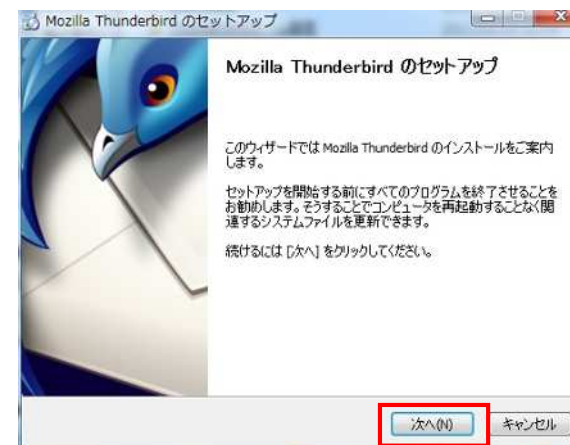 Mozilla Thunderbird のセットアップ
Mozilla Thunderbird のセットアップ
このウィザードでは Mozilla Thunderbird のインストールをご案内
します。
セットアップを開始する前にすべてのプログラムを終了させることを
お勧めします。そうすることでコンピュータを再起動することなく関
連するシステムファイルを更新できます。
続けるには [次へ] をクリックしてください。
次へ(N) キャンセル